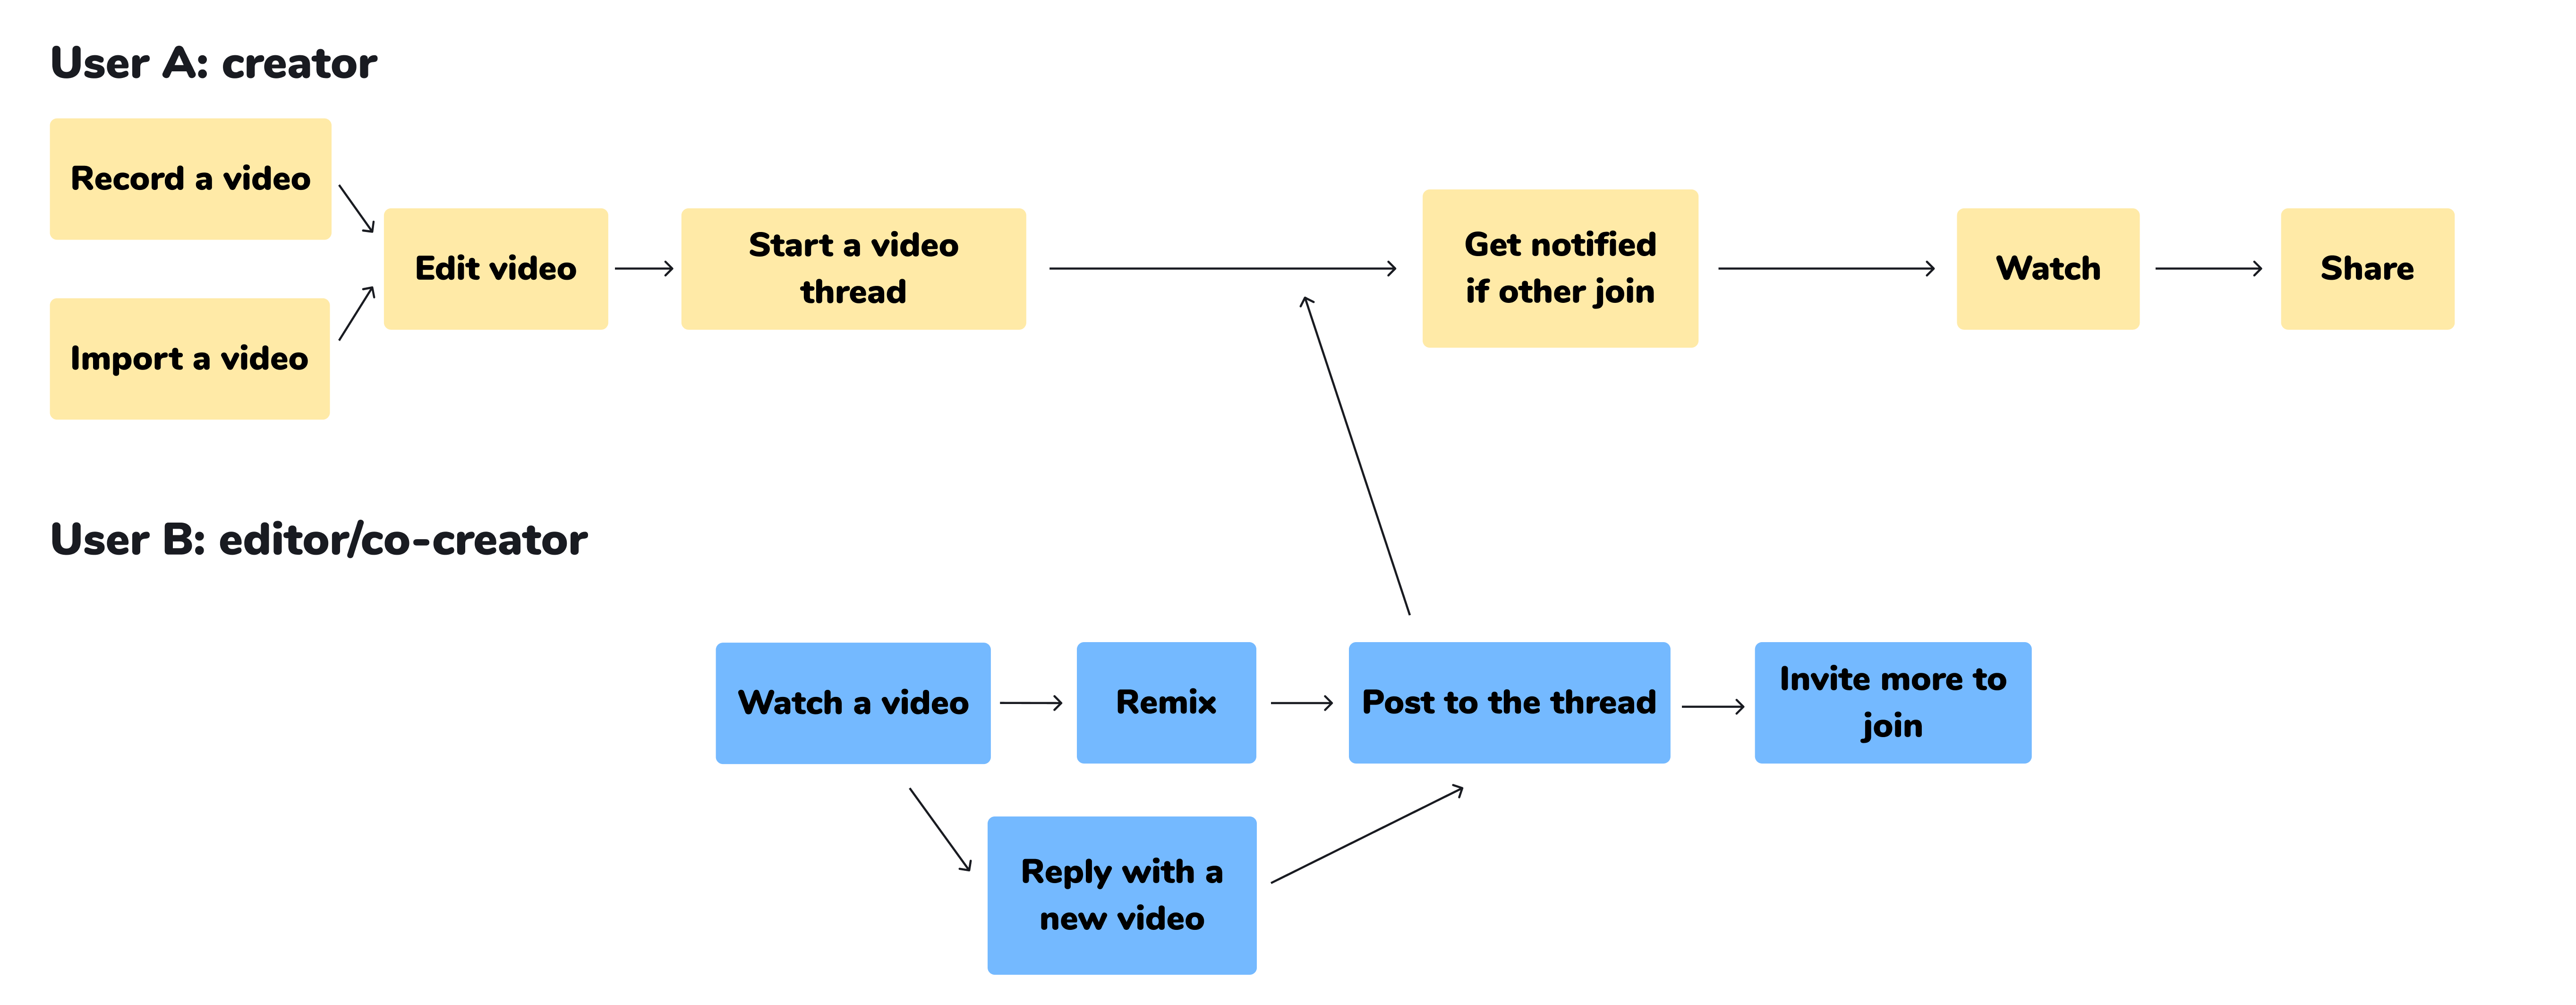 User A: creator
Record a video
Import a video
Edit video
Start a video
thread
Get notified
if other join
Watch
Share
User B: editor/co-creator
Watch a video
Remix
Post to the thread
Invite more to
join
Reply with a
new video